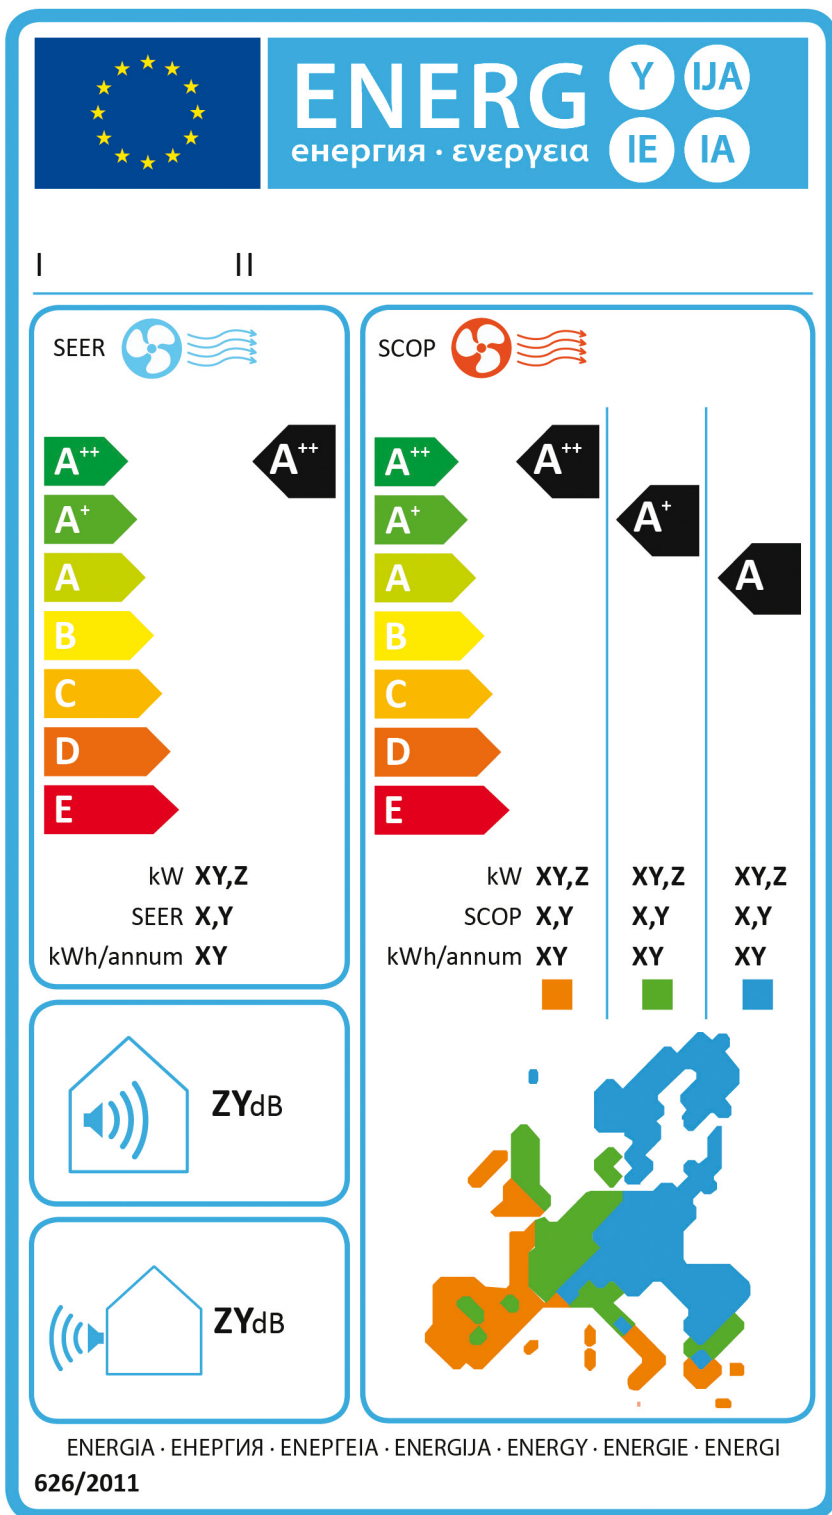 ENERG Y IJA
енергия · ενεργεια IE IA
I II
SEER
A++ A++
A+
A
B
C
D
E
kW XY,Z
SEER X,Y
kWh/annum XY
SCOP
A++ A++
A+ A+
A A
B
C
D
E
kW XY,Z XY,Z XY,Z
SCOP X,Y X,Y X,Y
kWh/annum XY XY XY
ZYdB
ZYdB
ENERGIA · ЕНЕРГИЯ · ΕΝΕΡΓΕΙΑ · ENERGIJA · ENERGY · ENERGIE · ENERGI
626/2011